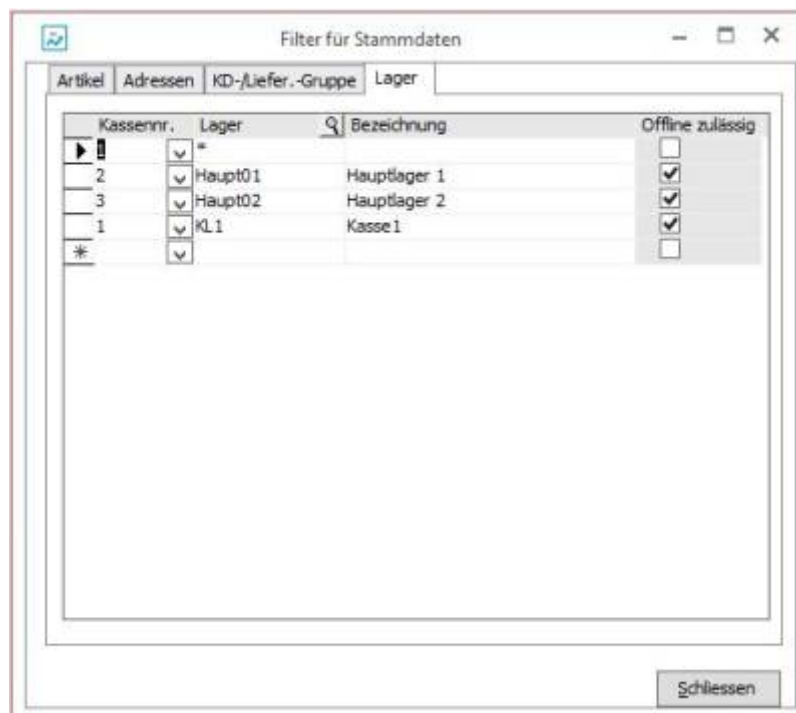 Filter für Stammdaten
Artikel Adressen KD-/Liefer.-Gruppe Lager
Kassennr. Lager Bezeichnung Offline zulässig
1 *
2 Haupt01 Hauptlager 1
3 Haupt02 Hauptlager 2
1 KL1 Kasse1
*
Schliessen